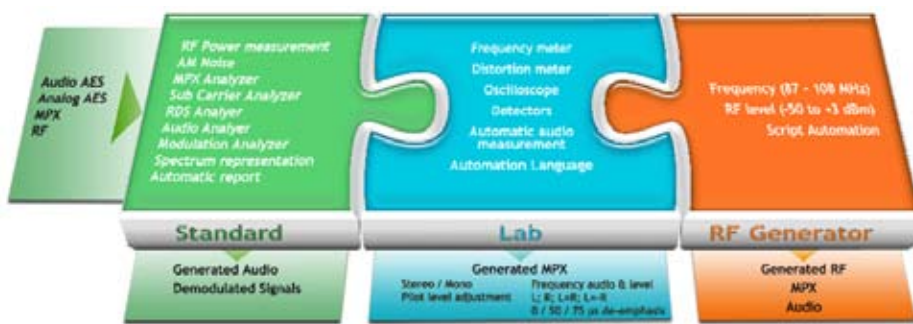 Audio AES
Analog AES
MPX
RF
RF Power measurement
AM Noise
MPX Analyzer
Sub Carrier Analyzer
RDS Analyer
Audio Analyer
Modulation Analyzer
Spectrum representation
Automatic report
Frequency meter
Distortion meter
Osciloscope
Detectors
Automatic audio
measurement
Automation Language
Frequency (87 - 108 MHz)
RF level (-50 to -3 dBm)
Script Automation
Standard
Lab
RF Generator
Generated Audio
Demodulated Signals
Generated MPX
Stereo / Mono
Pilot level adjustment
Frequency audio & level
L; R; L=R; L=-R
0 / 50 / 75 µs de-emphasis
Generated RF
MPX
Audio